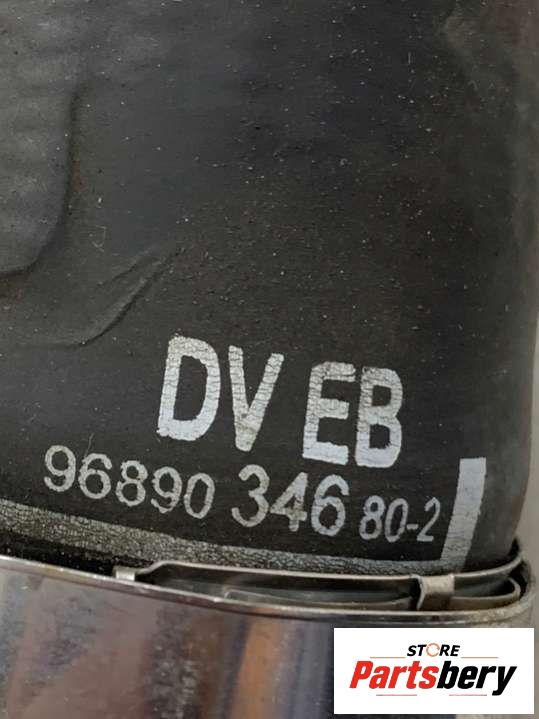 DV EB
96890 346 80-2
STORE
Partsbery